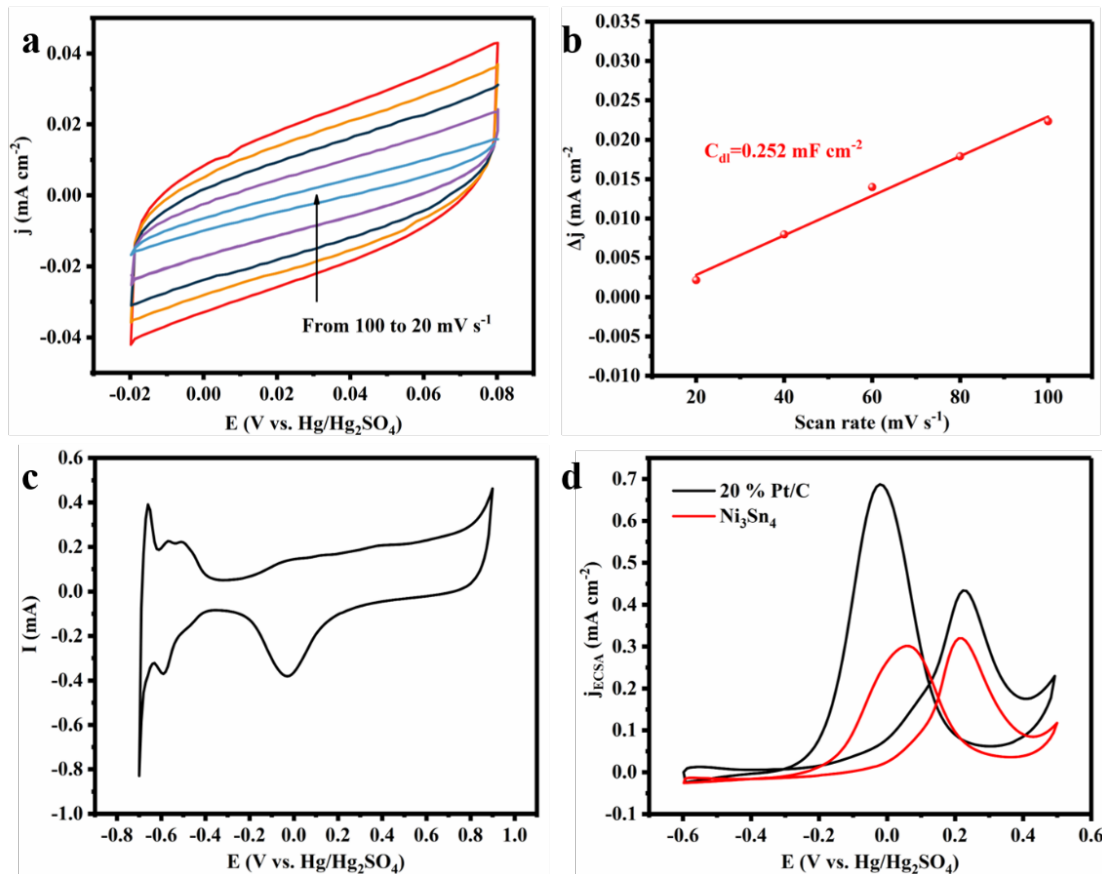 a
0.04
0.02
0.00
-0.02
-0.04
j (mA cm⁻²)
From 100 to 20 mV s⁻¹
-0.02 0.00 0.02 0.04 0.06 0.08
E (V vs. Hg/Hg₂SO₄)
b
0.035
0.030
0.025
0.020
0.015
0.010
0.005
0.000
-0.005
-0.010
Δj (mA cm⁻²)
C_dl=0.252 mF cm⁻²
20 40 60 80 100
Scan rate (mV s⁻¹)
c
0.6
0.4
0.2
0.0
-0.2
-0.4
-0.6
-0.8
-1.0
I (mA)
-0.8 -0.6 -0.4 -0.2 0.0 0.2 0.4 0.6 0.8 1.0
E (V vs. Hg/Hg₂SO₄)
d
0.7
0.6
0.5
0.4
0.3
0.2
0.1
0.0
-0.1
j_ECSA (mA cm⁻²)
20 % Pt/C
Ni₃Sn₄
-0.6 -0.4 -0.2 0.0 0.2 0.4 0.6
E (V vs. Hg/Hg₂SO₄)